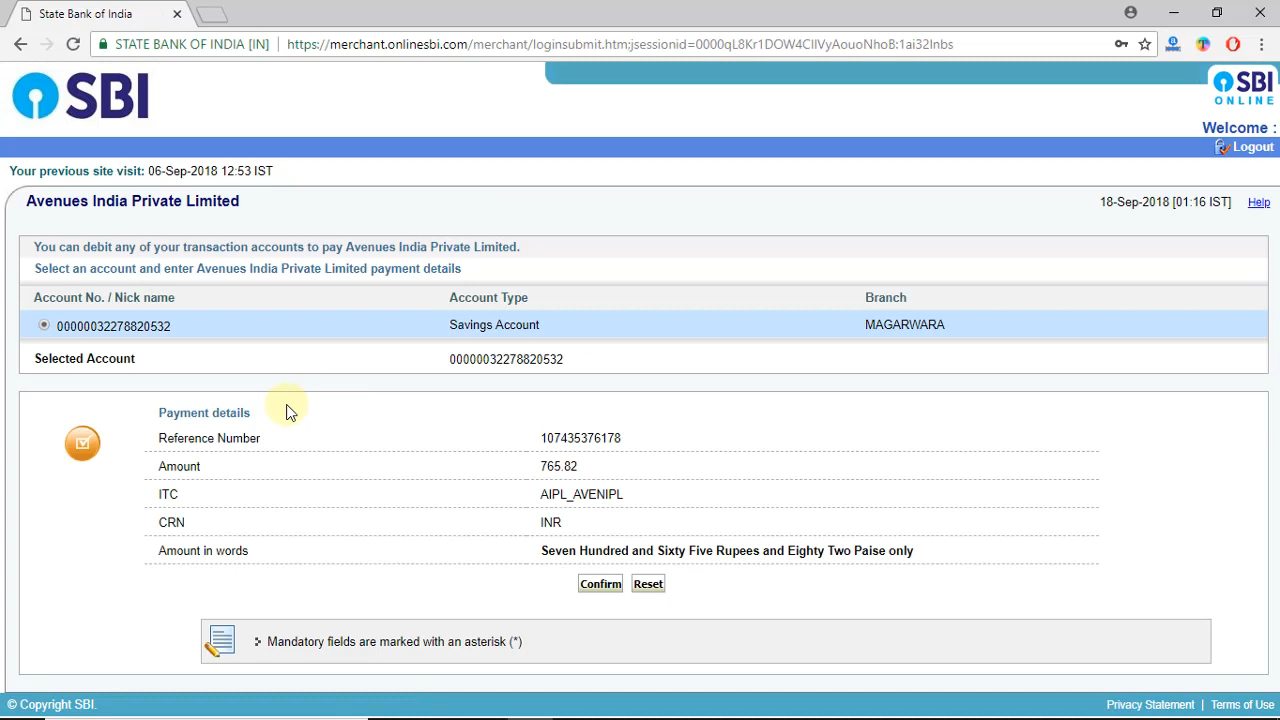 State Bank of India
STATE BANK OF INDIA [IN] https://merchant.onlinesbi.com/merchant/loginsubmit.htm;jsessionid=0000qL8Kr1DOW4CIIVyAouoNhoB:1ai32lnbs
SBI
SBI
ONLINE
Welcome :
Logout
Your previous site visit: 06-Sep-2018 12:53 IST
Avenues India Private Limited 18-Sep-2018 [01:16 IST] Help
You can debit any of your transaction accounts to pay Avenues India Private Limited.
Select an account and enter Avenues India Private Limited payment details
Account No. / Nick name Account Type Branch
00000032278820532 Savings Account MAGARWARA
Selected Account 00000032278820532
Payment details
Reference Number 107435376178
Amount 765.82
ITC AIPL_AVENIPL
CRN INR
Amount in words Seven Hundred and Sixty Five Rupees and Eighty Two Paise only
Confirm Reset
Mandatory fields are marked with an asterisk (*)
© Copyright SBI. Privacy Statement | Terms of Use